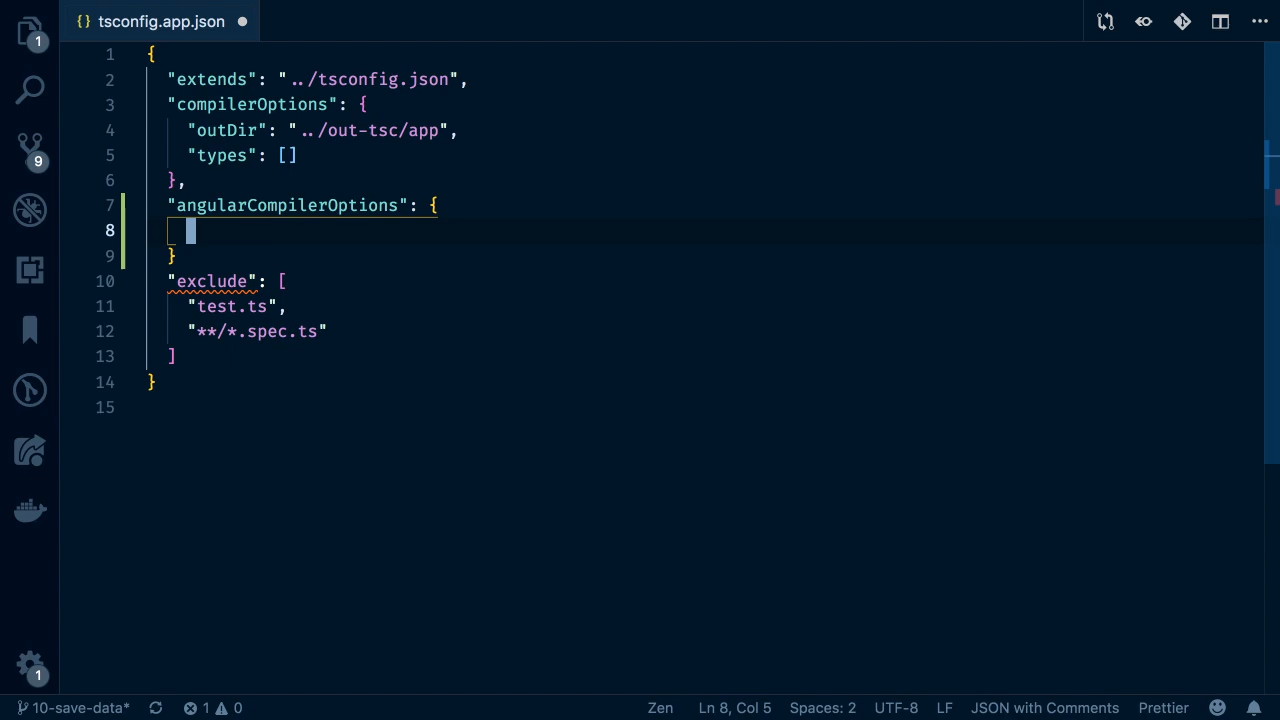 tsconfig.app.json
1 {
2 "extends": "../tsconfig.json",
3 "compilerOptions": {
4 "outDir": "../out-tsc/app",
5 "types": []
6 },
7 "angularCompilerOptions": {
8
9 }
10 "exclude": [
11 "test.ts",
12 "**/*.spec.ts"
13 ]
14 }
15
1
9
1
10-save-data* 1 0 Zen Ln 8, Col 5 Spaces: 2 UTF-8 LF JSON with Comments Prettier